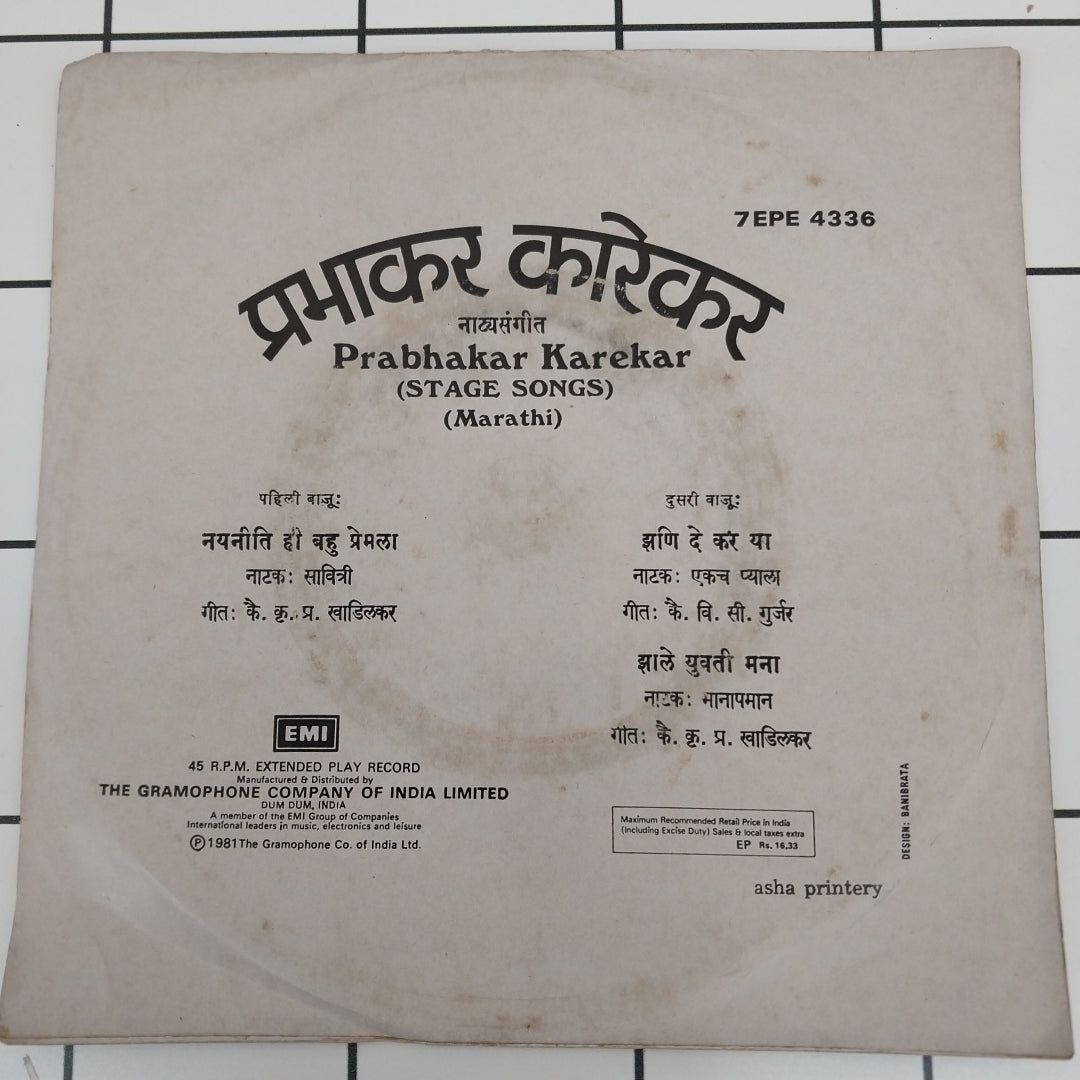 7EPE 4336
प्रभाकर कारेकर
नाट्यसंगीत
Prabhakar Karekar
(STAGE SONGS)
(Marathi)
पहिली बाजू:
नयनीति ही बहु प्रेमला
नाटक: सावित्री
गीत: कै. कृ. प्र. खाडिलकर
दुसरी बाजू:
झणि दे कर या
नाटक: एकच प्याला
गीत: कै. वि. सी. गुर्जर
झाले युवती मना
नाटक: मानापमान
गीत: कै. कृ. प्र. खाडिलकर
EMI
45 R.P.M. EXTENDED PLAY RECORD
Manufactured & Distributed by
THE GRAMOPHONE COMPANY OF INDIA LIMITED
DUM DUM, INDIA
A member of the EMI Group of Companies
International leaders in music, electronics and leisure
Ⓟ 1981 The Gramophone Co. of India Ltd.
Maximum Recommended Retail Price in India
(Including Excise Duty) Sales & local taxes extra
EP Rs. 16,33
DESIGN: BANIBRATA
asha printery